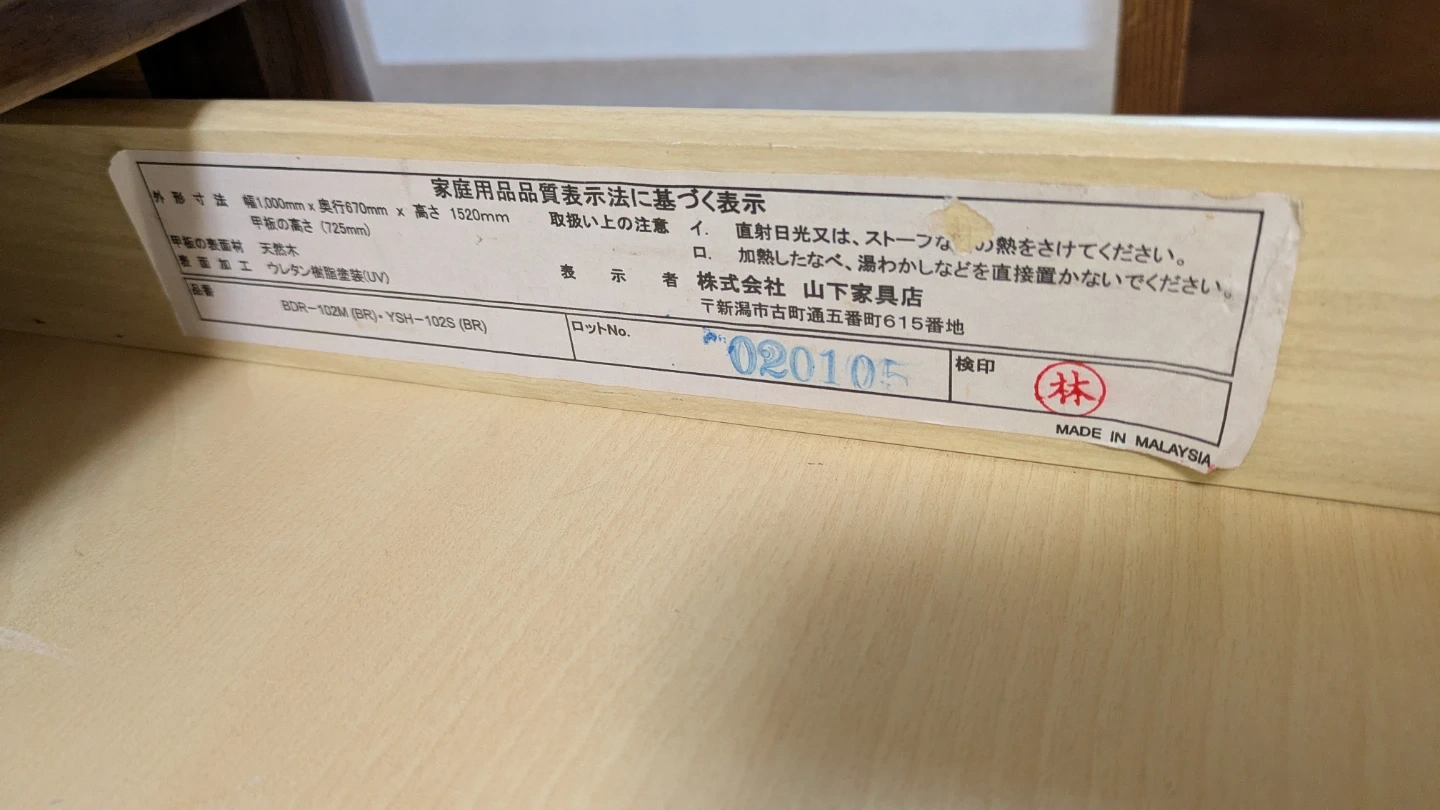 家庭用品品質表示法に基づく表示
外形寸法 幅1,000mm x 奥行670mm x 高さ 1520mm
甲板の高さ (725mm)
甲板の表面材 天然木
表面加工 ウレタン樹脂塗装(UV)
取扱い上の注意 イ. 直射日光又は、ストーブな の熱をさけてください。
ロ. 加熱したなべ、湯わかしなどを直接置かないでください。
表示者 株式会社 山下家具店
〒新潟市古町通五番町615番地
品番 BDR-102M (BR)・YSH-102S (BR)
ロットNo. 020105
検印 林
MADE IN MALAYSIA